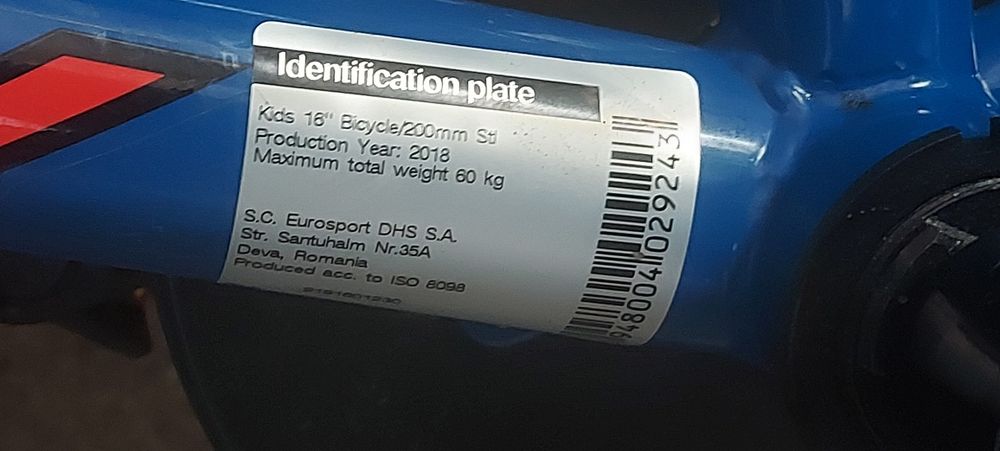 Identification plate
Kids 16" Bicycle/200mm Stl
Production Year: 2018
Maximum total weight 60 kg
S.C. Eurosport DHS S.A.
Str. Santuhalm Nr.35A
Deva, Romania
Produced acc. to ISO 8098
9480041029243